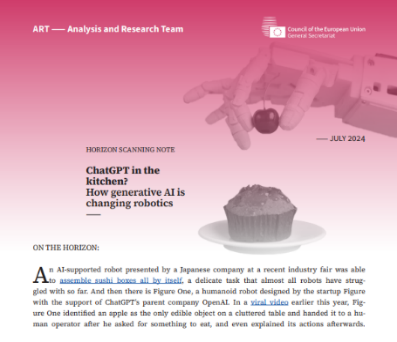 ART — Analysis and Research Team
Council of the European Union
General Secretariat
— JULY 2024
HORIZON SCANNING NOTE
ChatGPT in the
kitchen?
How generative AI is
changing robotics
—
ON THE HORIZON:
An AI-supported robot presented by a Japanese company at a recent industry fair was able
to assemble sushi boxes all by itself, a delicate task that almost all robots have strug-
gled with so far. And then there is Figure One, a humanoid robot designed by the startup Figure
with the support of ChatGPT's parent company OpenAI. In a viral video earlier this year, Fig-
ure One identified an apple as the only edible object on a cluttered table and handed it to a hu-
man operator after he asked for something to eat, and even explained its actions afterwards.